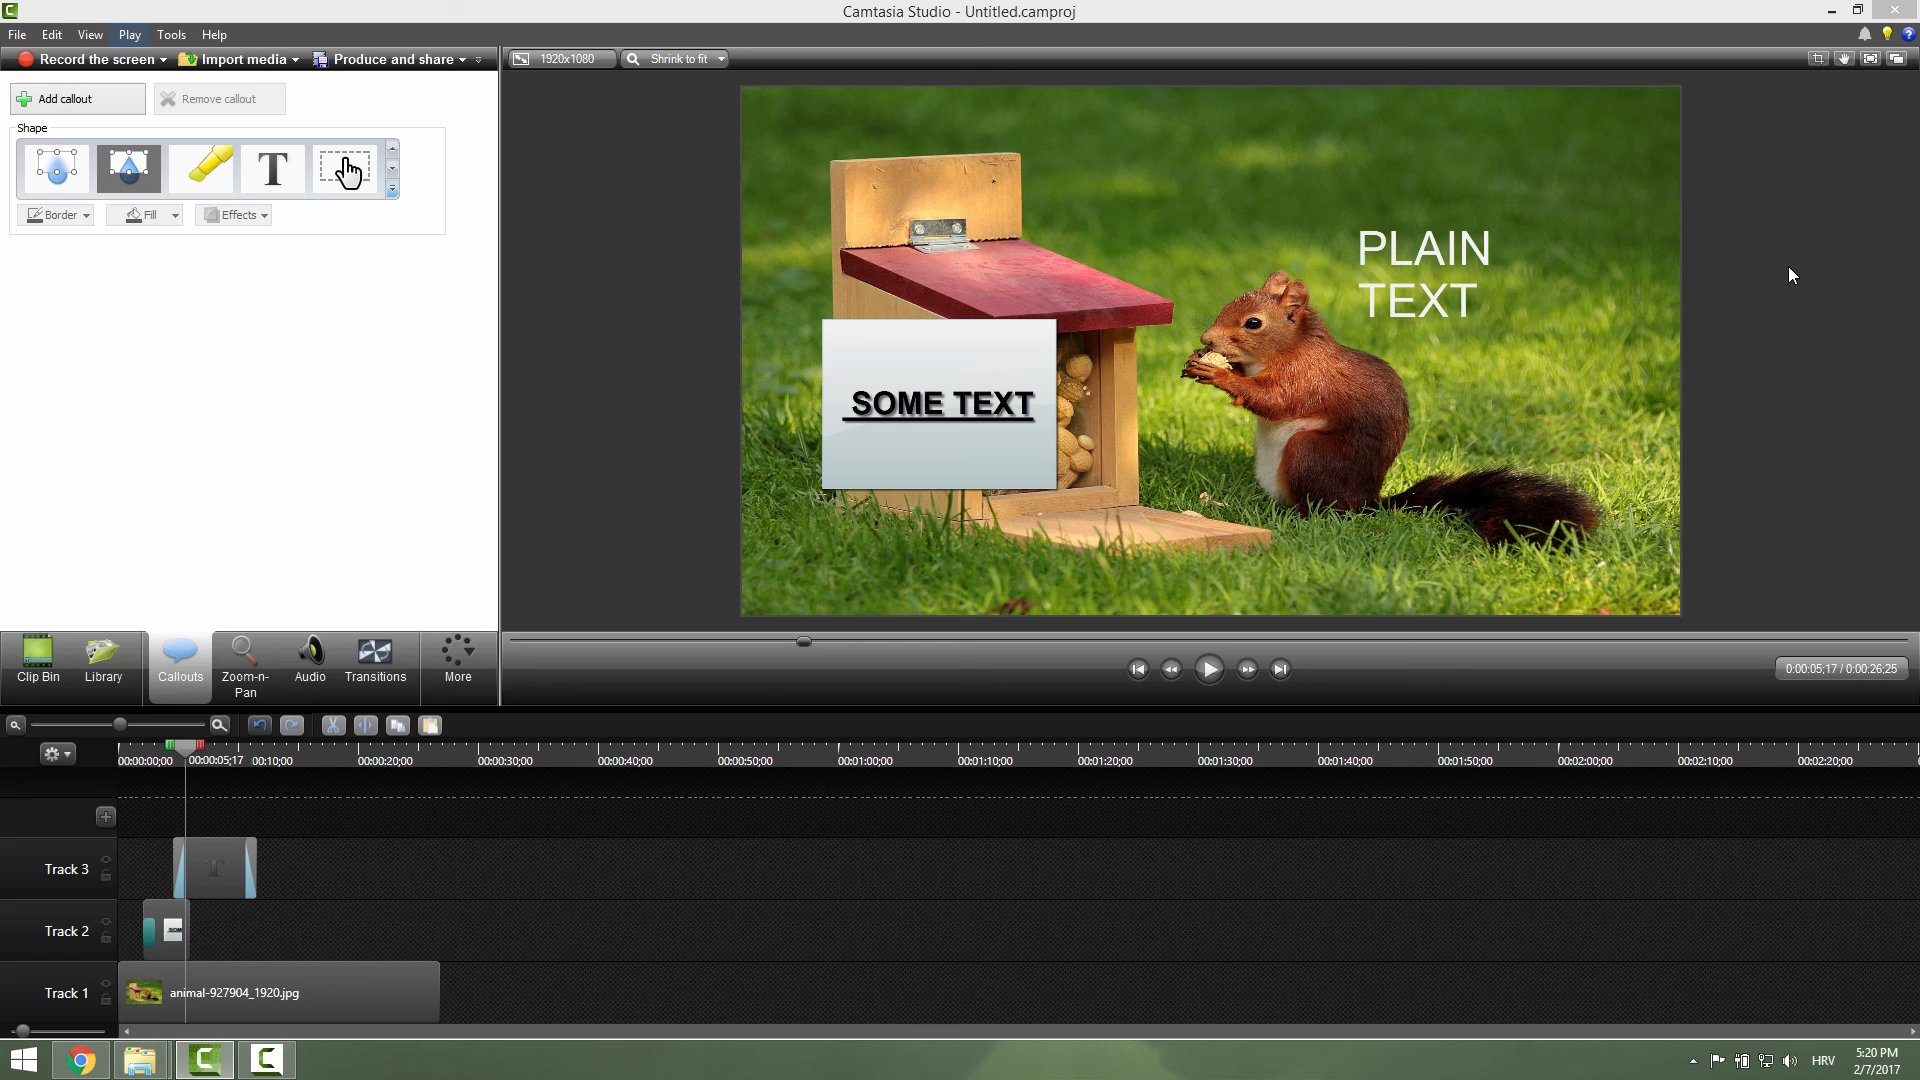 Camtasia Studio - Untitled.camproj
File Edit View Play Tools Help
Record the screen Import media Produce and share 1920x1080 Shrink to fit
Add callout Remove callout
Shape
T
Border Fill Effects
PLAIN
TEXT
SOME TEXT
Clip Bin Library Callouts Zoom-n-Pan Audio Transitions More
0:00:05;17 / 0:00:26;25
00:00:00;00 00:00:05;17 00:10;00 00:00:20;00 00:00:30;00 00:00:40;00 00:00:50;00 00:01:00;00 00:01:10;00 00:01:20;00 00:01:30;00 00:01:40;00 00:01:50;00 00:02:00;00 00:02:10;00 00:02:20;00
Track 3 T
Track 2 SOM
Track 1 animal-927904_1920.jpg
HRV
5:20 PM
2/7/2017